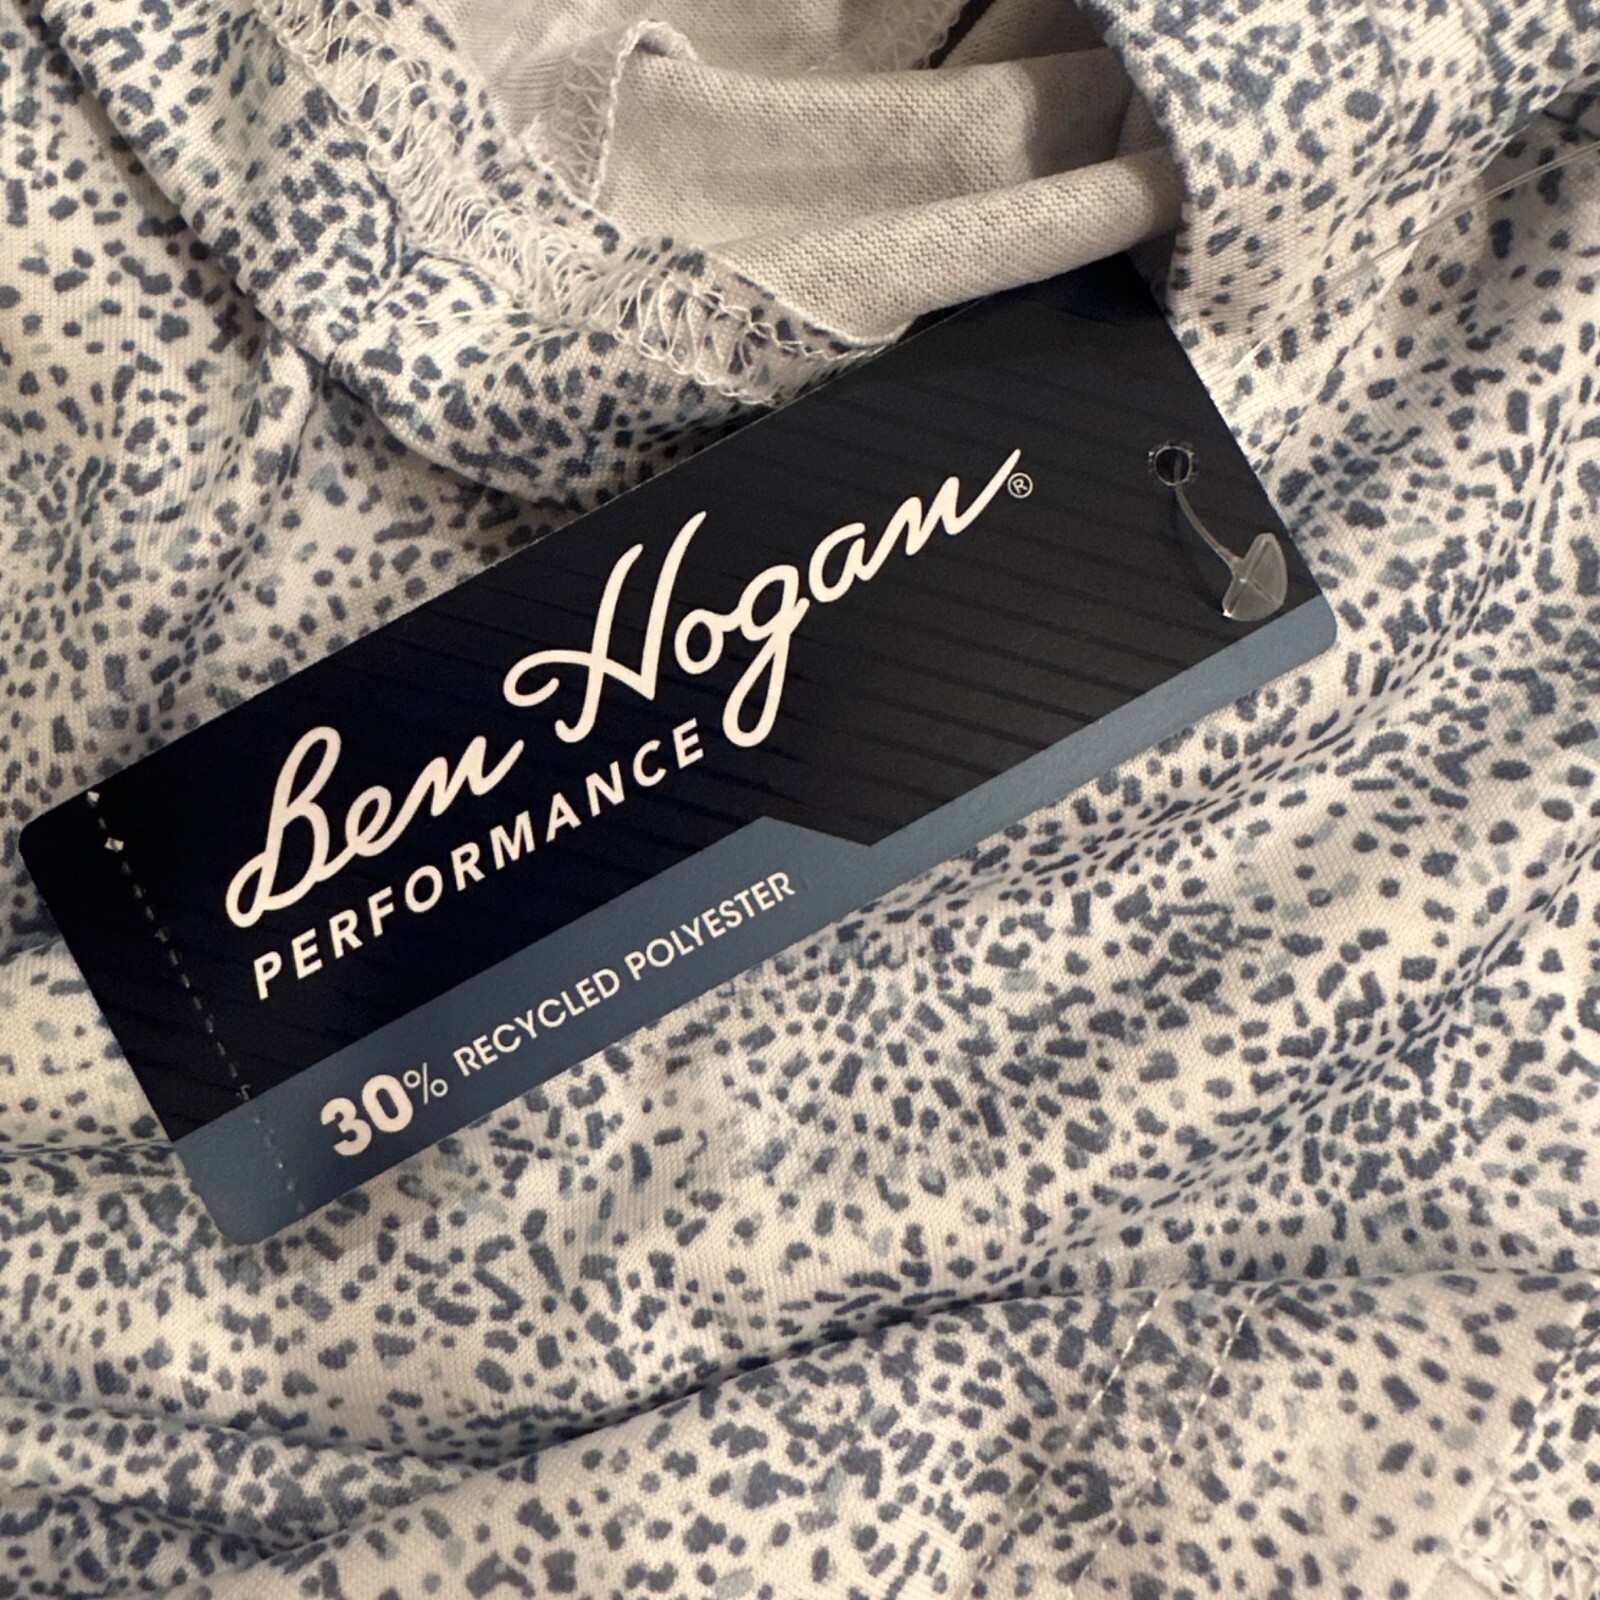 Ben Hogan®
PERFORMANCE
30% RECYCLED POLYESTER